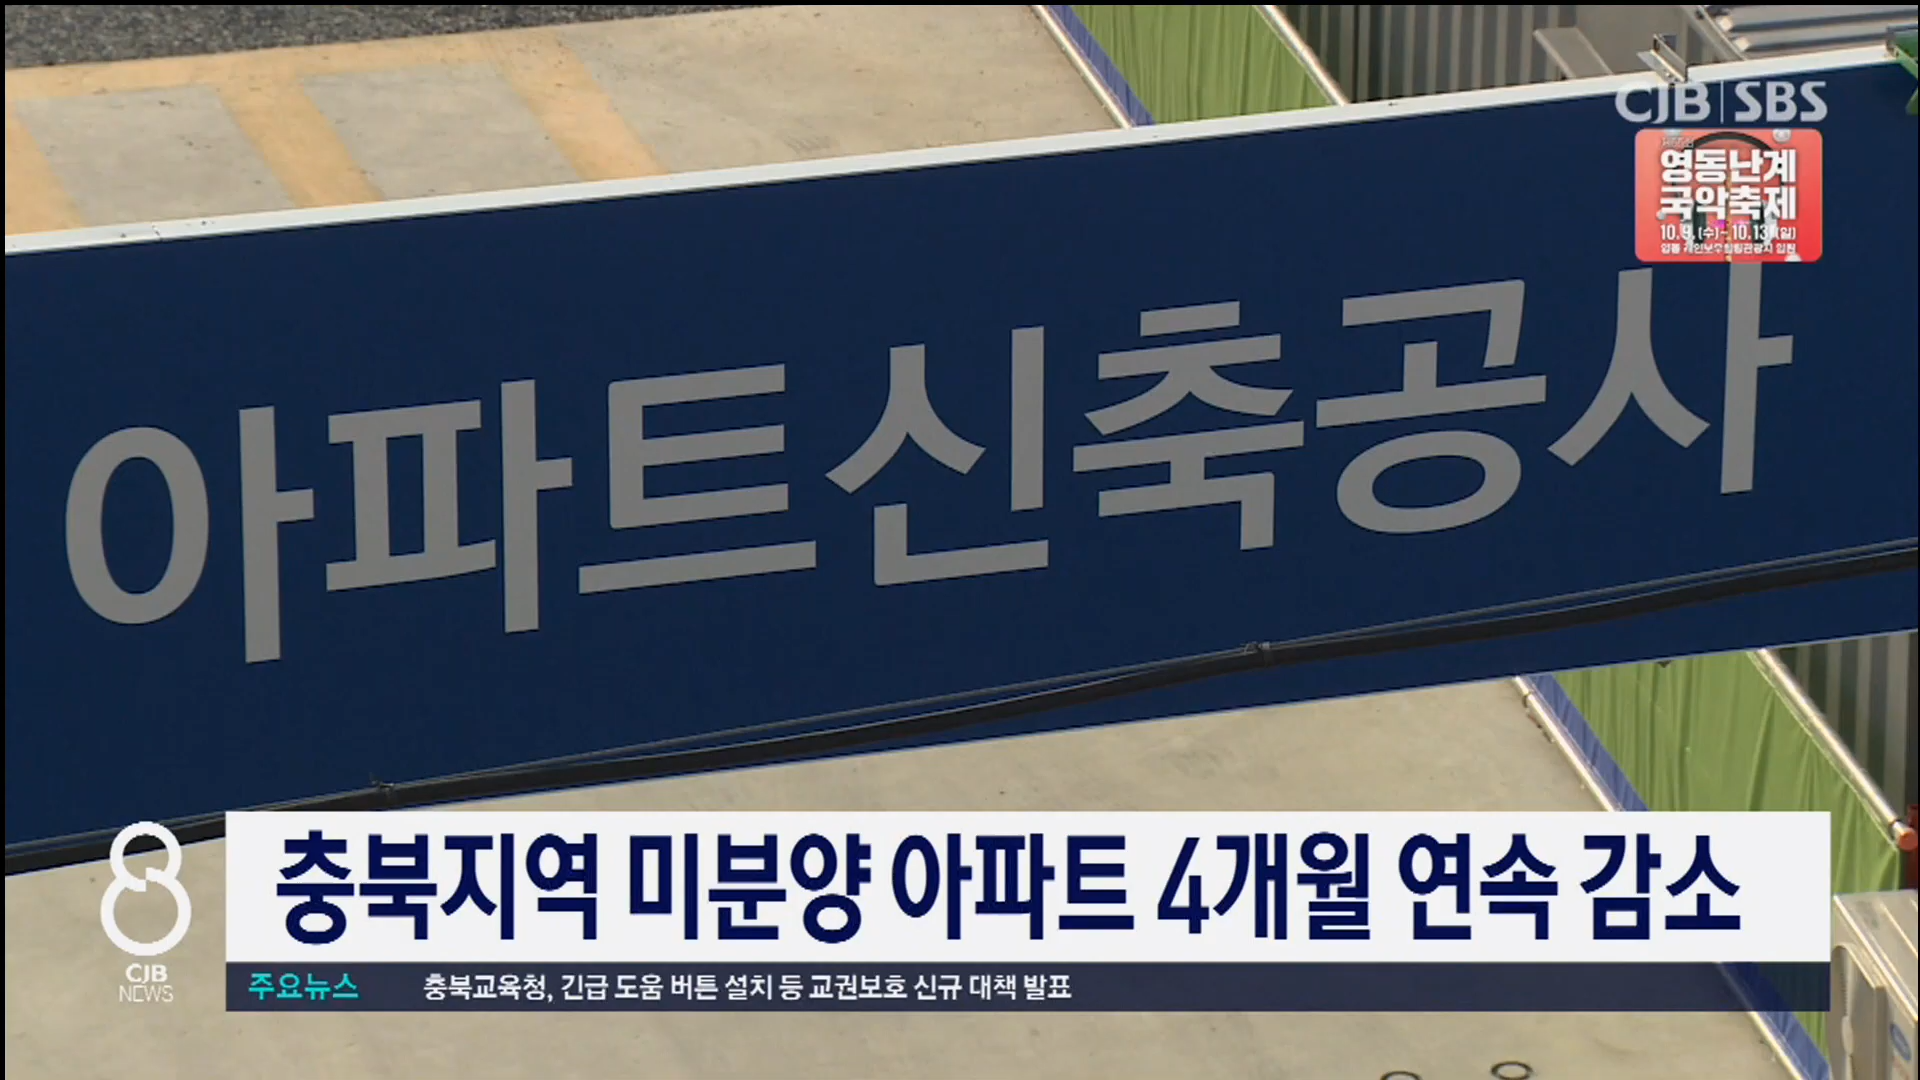 CJB SBS
영동난계
국악축제
10. 9. (수) ~ 10. 13. (일)
아파트신축공사
충북지역 미분양 아파트 4개월 연속 감소
8
CJB
NEWS
주요뉴스 충북교육청, 긴급 도움 버튼 설치 등 교권보호 신규 대책 발표